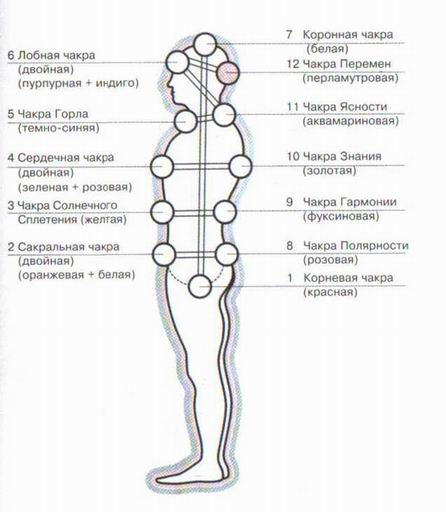 7 Коронная чакра
(белая)
6 Лобная чакра
(двойная)
(пурпурная + индиго)
12 Чакра Перемен
(перламутровая)
5 Чакра Горла
(темно-синяя)
11 Чакра Ясности
(аквамариновая)
4 Сердечная чакра
(двойная)
(зеленая + розовая)
10 Чакра Знания
(золотая)
3 Чакра Солнечного
Сплетения (желтая)
9 Чакра Гармонии
(фуксиновая)
2 Сакральная чакра
(двойная)
(оранжевая + белая)
8 Чакра Полярности
(розовая)
1 Корневая чакра
(красная)